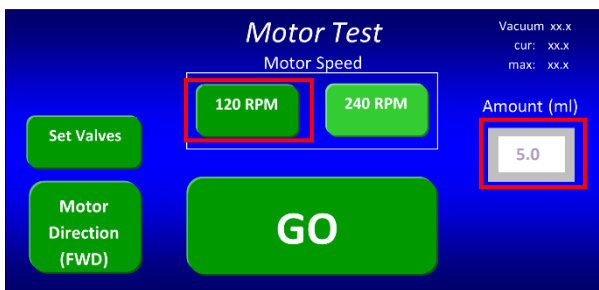 Motor Test
Vacuum xx.x
cur: xx.x
max: xx.x
Motor Speed
120 RPM
240 RPM
Amount (ml)
5.0
Set Valves
Motor
Direction
(FWD)
GO